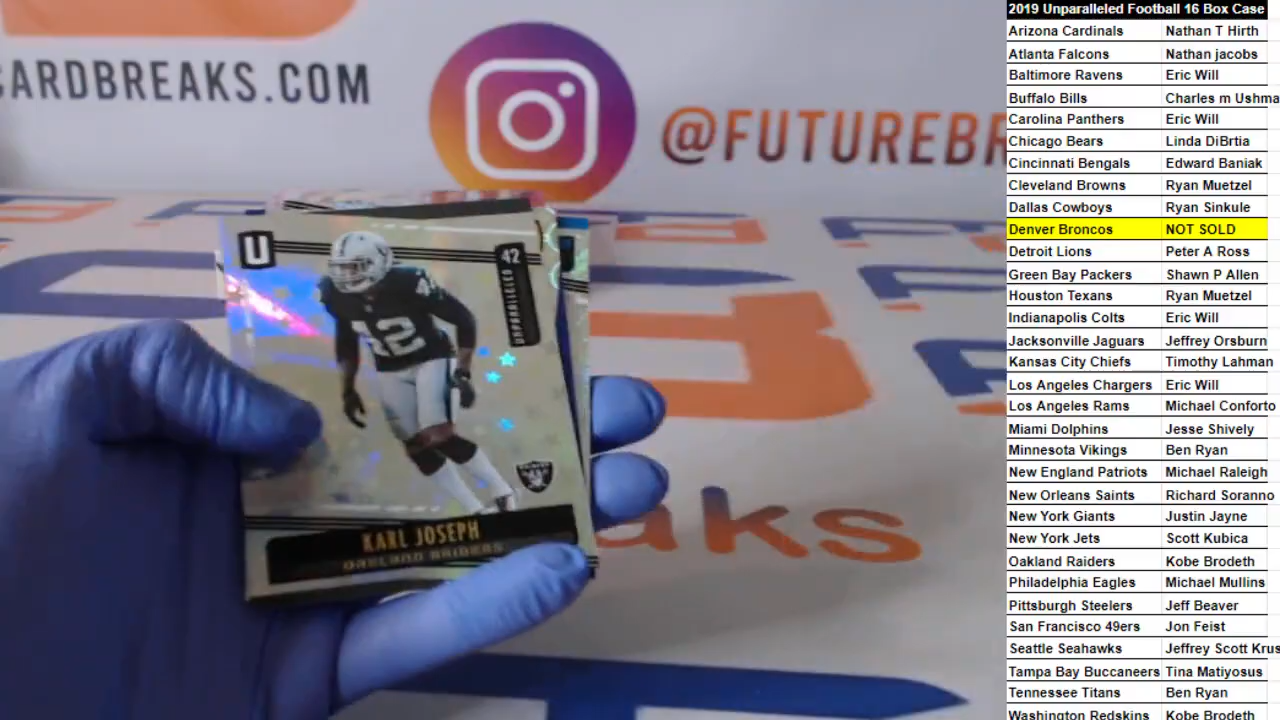 CARDBREAKS.COM
@FUTUREBR
U
42
UNPARALLELED
42
RAIDERS
KARL JOSEPH
OAKLAND RAIDERS
aks
2019 Unparalleled Football 16 Box Case
Arizona Cardinals Nathan T Hirth
Atlanta Falcons Nathan jacobs
Baltimore Ravens Eric Will
Buffalo Bills Charles m Ushma
Carolina Panthers Eric Will
Chicago Bears Linda DiBrtia
Cincinnati Bengals Edward Baniak
Cleveland Browns Ryan Muetzel
Dallas Cowboys Ryan Sinkule
Denver Broncos NOT SOLD
Detroit Lions Peter A Ross
Green Bay Packers Shawn P Allen
Houston Texans Ryan Muetzel
Indianapolis Colts Eric Will
Jacksonville Jaguars Jeffrey Orsburn
Kansas City Chiefs Timothy Lahman
Los Angeles Chargers Eric Will
Los Angeles Rams Michael Conforto
Miami Dolphins Jesse Shively
Minnesota Vikings Ben Ryan
New England Patriots Michael Raleigh
New Orleans Saints Richard Soranno
New York Giants Justin Jayne
New York Jets Scott Kubica
Oakland Raiders Kobe Brodeth
Philadelphia Eagles Michael Mullins
Pittsburgh Steelers Jeff Beaver
San Francisco 49ers Jon Feist
Seattle Seahawks Jeffrey Scott Krus
Tampa Bay Buccaneers Tina Matiyosus
Tennessee Titans Ben Ryan
Washington Redskins Kobe Brodeth